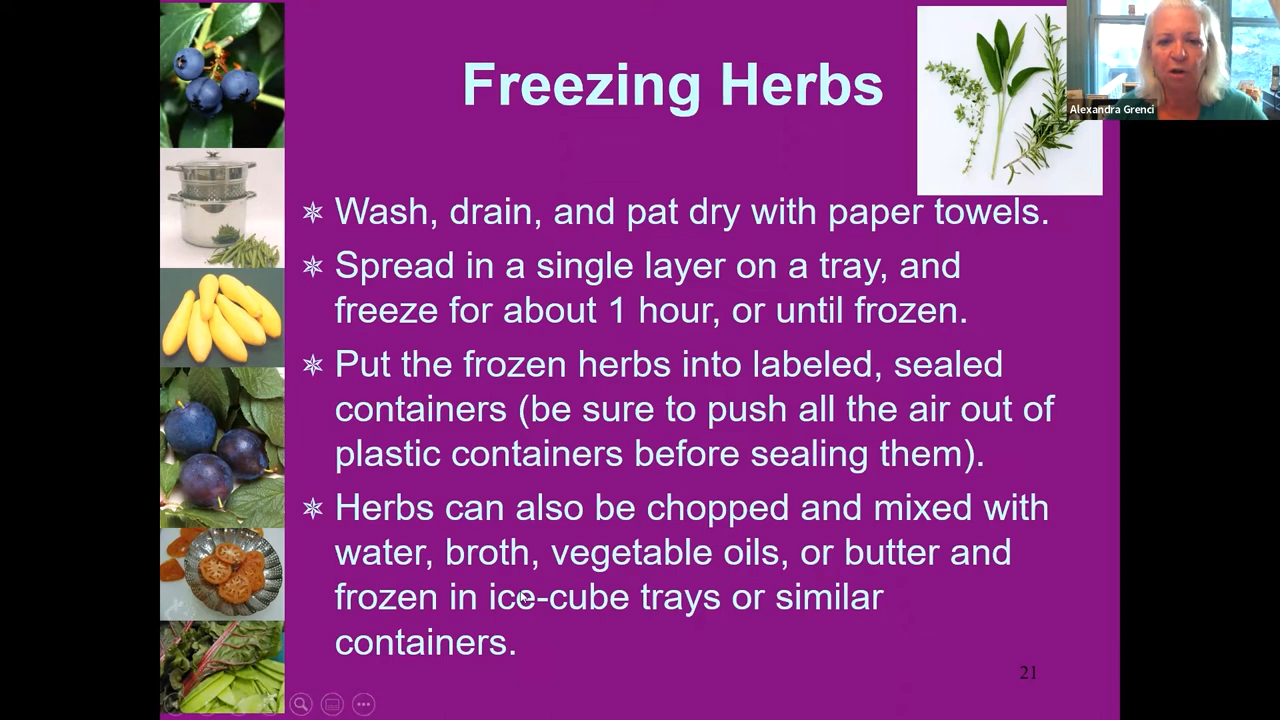 Freezing Herbs
Alexandra Grenci
Wash, drain, and pat dry with paper towels.
Spread in a single layer on a tray, and
freeze for about 1 hour, or until frozen.
Put the frozen herbs into labeled, sealed
containers (be sure to push all the air out of
plastic containers before sealing them).
Herbs can also be chopped and mixed with
water, broth, vegetable oils, or butter and
frozen in ice-cube trays or similar
containers.
21